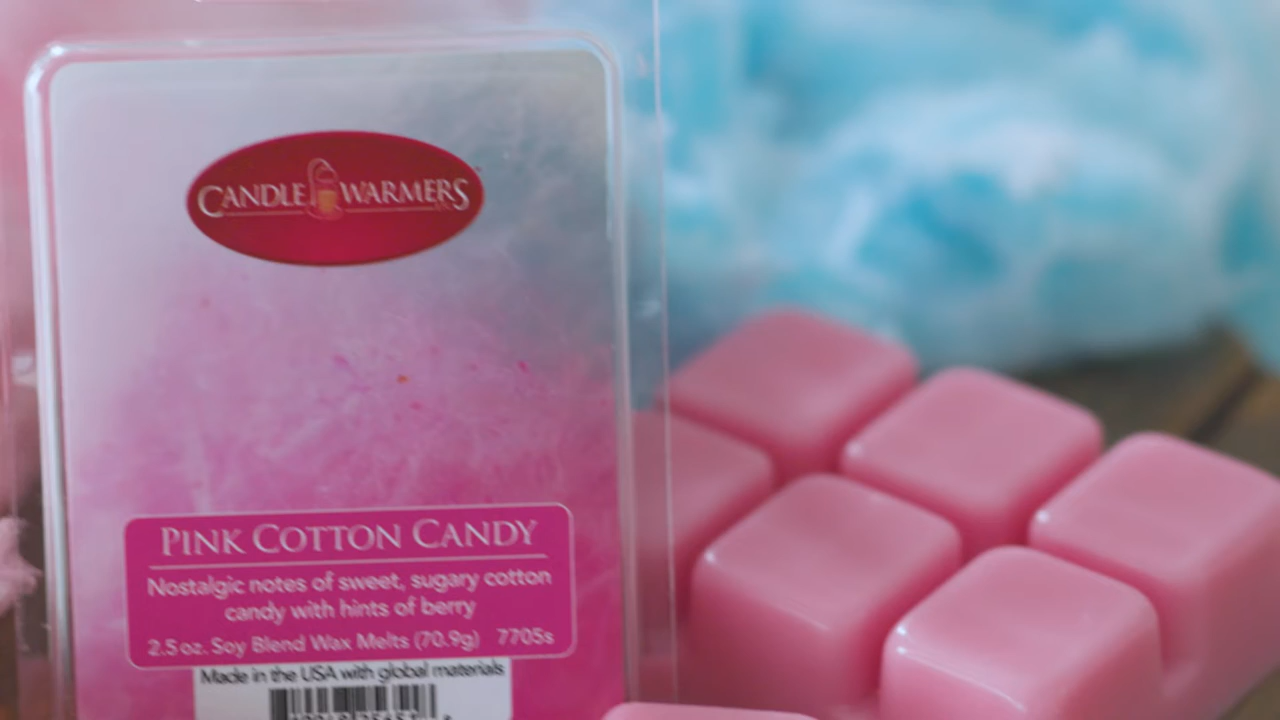 CANDLE WARMERS
PINK COTTON CANDY
Nostalgic notes of sweet, sugary cotton
candy with hints of berry
2.5 oz. Soy Blend Wax Melts (70.9g) 7705s
Made in the USA with global materials